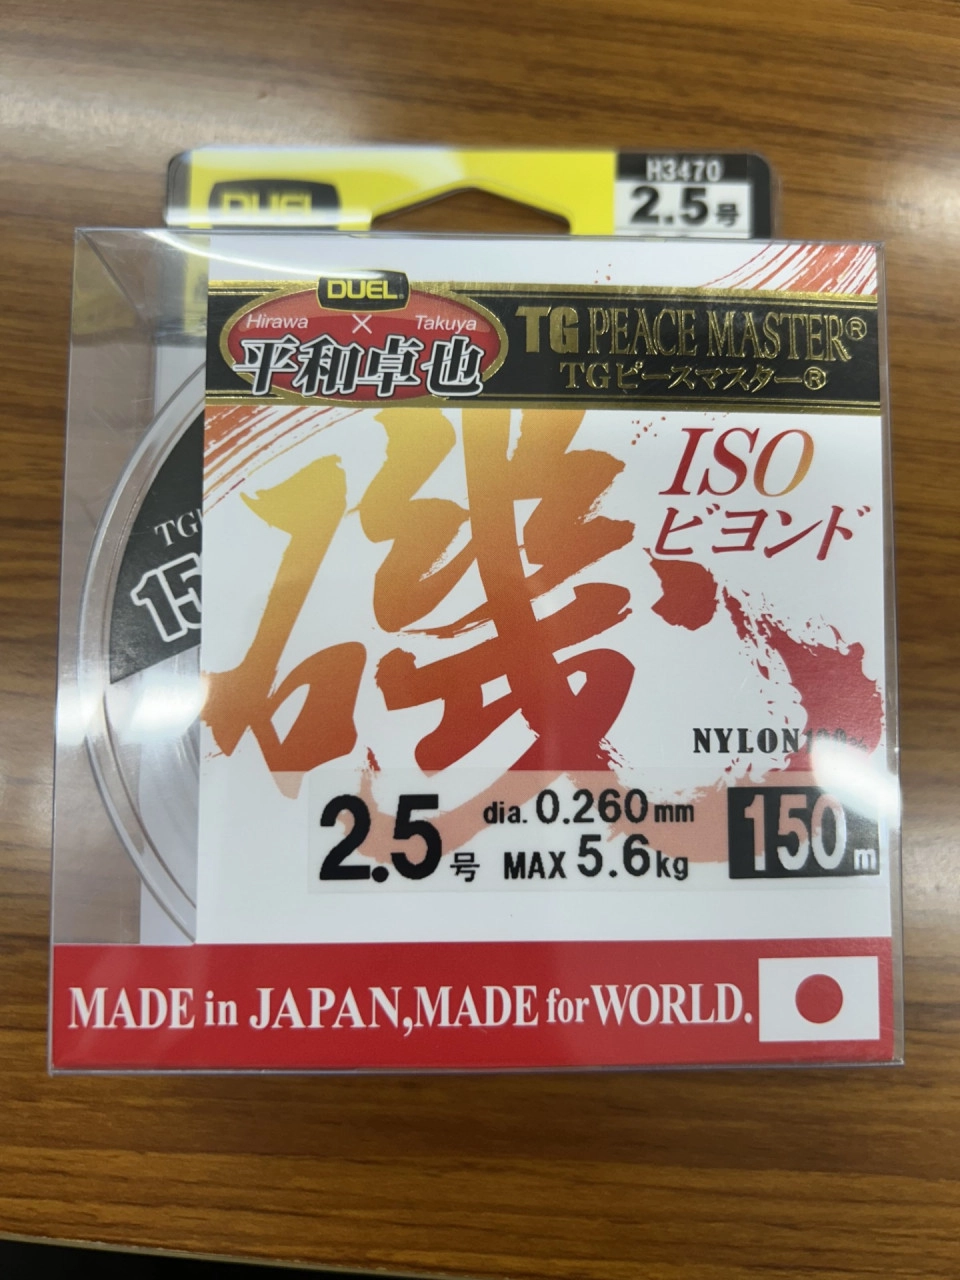 DUEL
H3470
2.5号
DUEL®
Hirawa × Takuya
平和卓也
TG PEACE MASTER®
TGピースマスター®
磯
ISO
ビヨンド
TG
15
NYLON
2.5号
dia. 0.260mm
MAX 5.6kg
150m
MADE in JAPAN,MADE for WORLD.